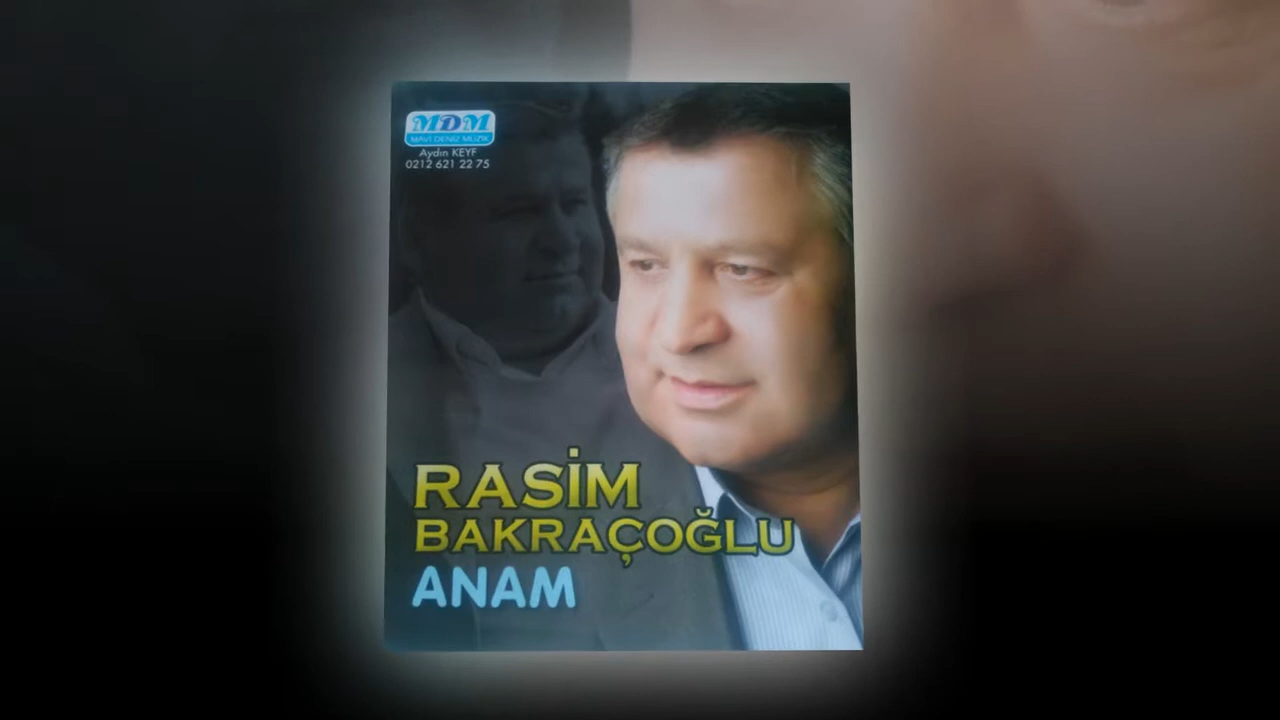 MDM
MAVİ DENİZ MÜZİK
Aydın KEYF
0212 621 22 75
RASİM
BAKRAÇOĞLU
ANAM